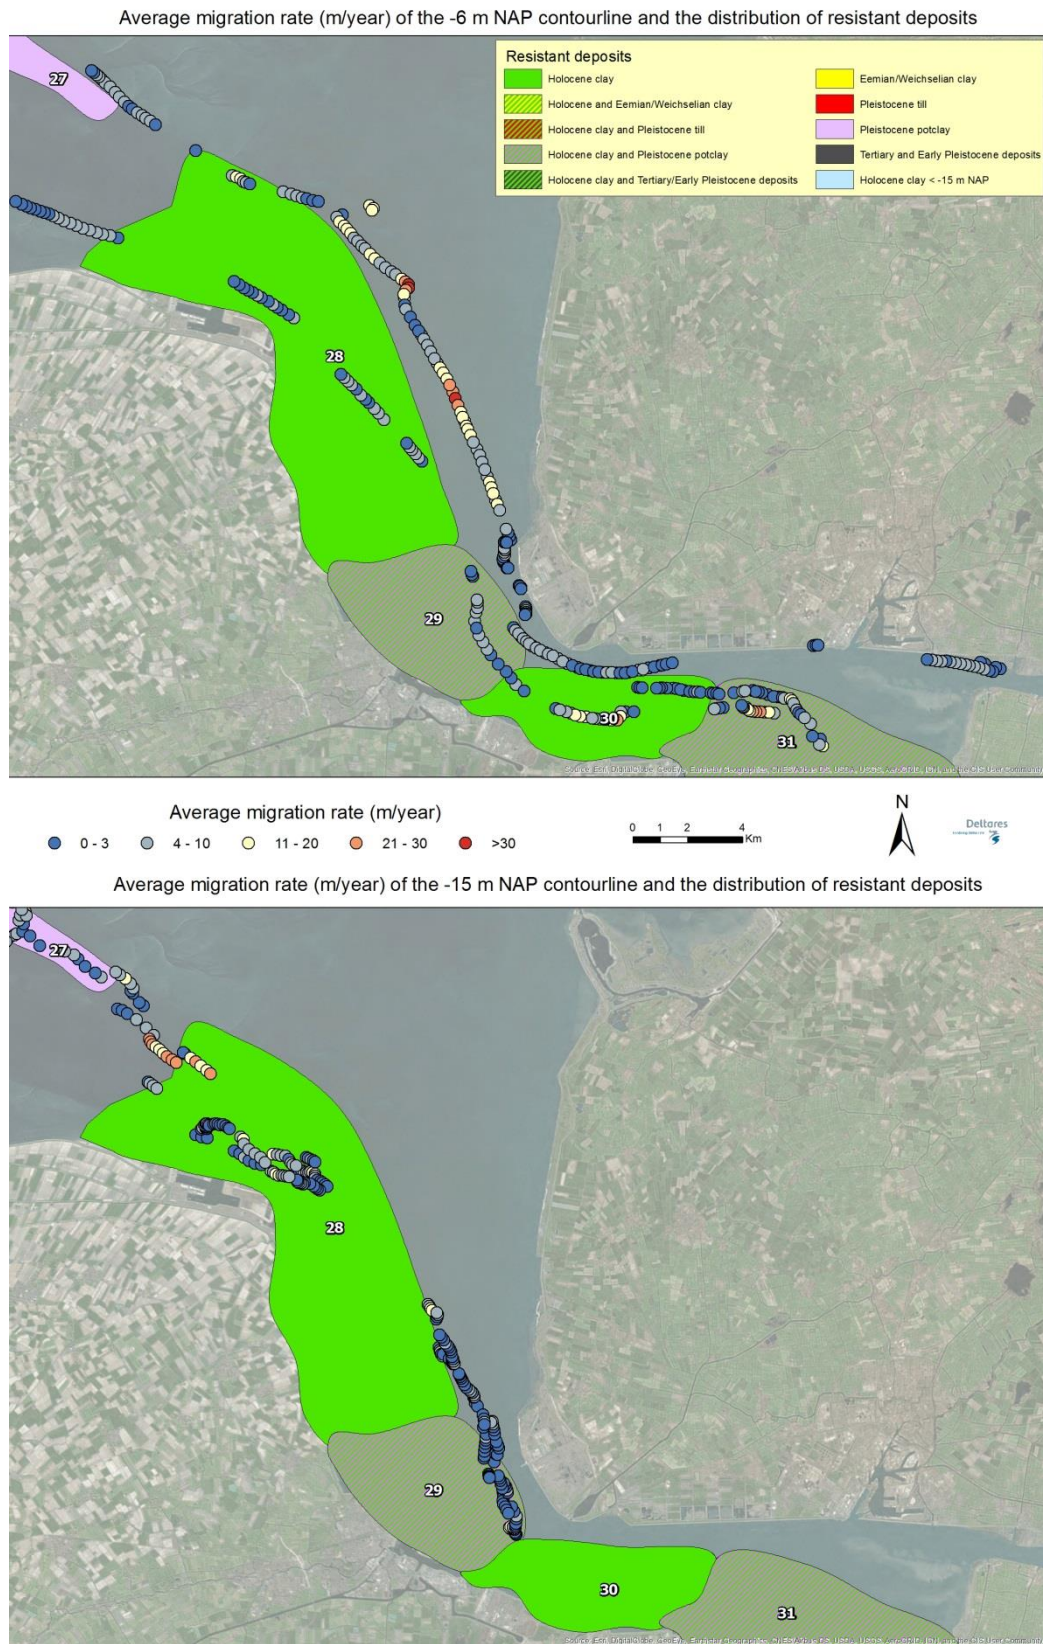 Average migration rate (m/year) of the -6 m NAP contourline and the distribution of resistant deposits
Resistant deposits
Holocene clay
Eemian/Weichselian clay
Holocene and Eemian/Weichselian clay
Pleistocene till
Holocene clay and Pleistocene till
Pleistocene potclay
Holocene clay and Pleistocene potclay
Tertiary and Early Pleistocene deposits
Holocene clay and Tertiary/Early Pleistocene deposits
Holocene clay < -15 m NAP
27
28
29
30
31
Average migration rate (m/year)
0 - 3
4 - 10
11 - 20
21 - 30
>30
0 1 2 4
Km
N
Deltares
Average migration rate (m/year) of the -15 m NAP contourline and the distribution of resistant deposits
27
28
29
30
31